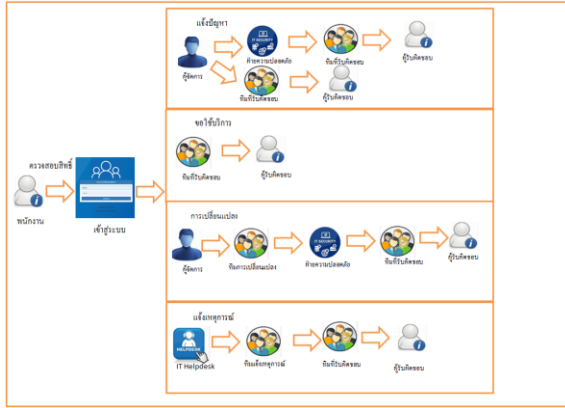 แจ้งปัญหา
IT SECURITY
ผู้จัดการ
ฝ่ายความปลอดภัย
ทีมที่รับผิดชอบ
ผู้รับผิดชอบ
ทีมที่รับผิดชอบ
ผู้รับผิดชอบ
ขอใช้บริการ
ทีมที่รับผิดชอบ
ผู้รับผิดชอบ
ตรวจสอบสิทธิ์
พนักงาน
เข้าสู่ระบบ
การเปลี่ยนแปลง
IT SECURITY
ผู้จัดการ
ทีมการเปลี่ยนแปลง
ฝ่ายความปลอดภัย
ทีมที่รับผิดชอบ
ผู้รับผิดชอบ
แจ้งเหตุการณ์
HELPDESK
IT Helpdesk
ทีมแจ้งเหตุการณ์
ทีมที่รับผิดชอบ
ผู้รับผิดชอบ